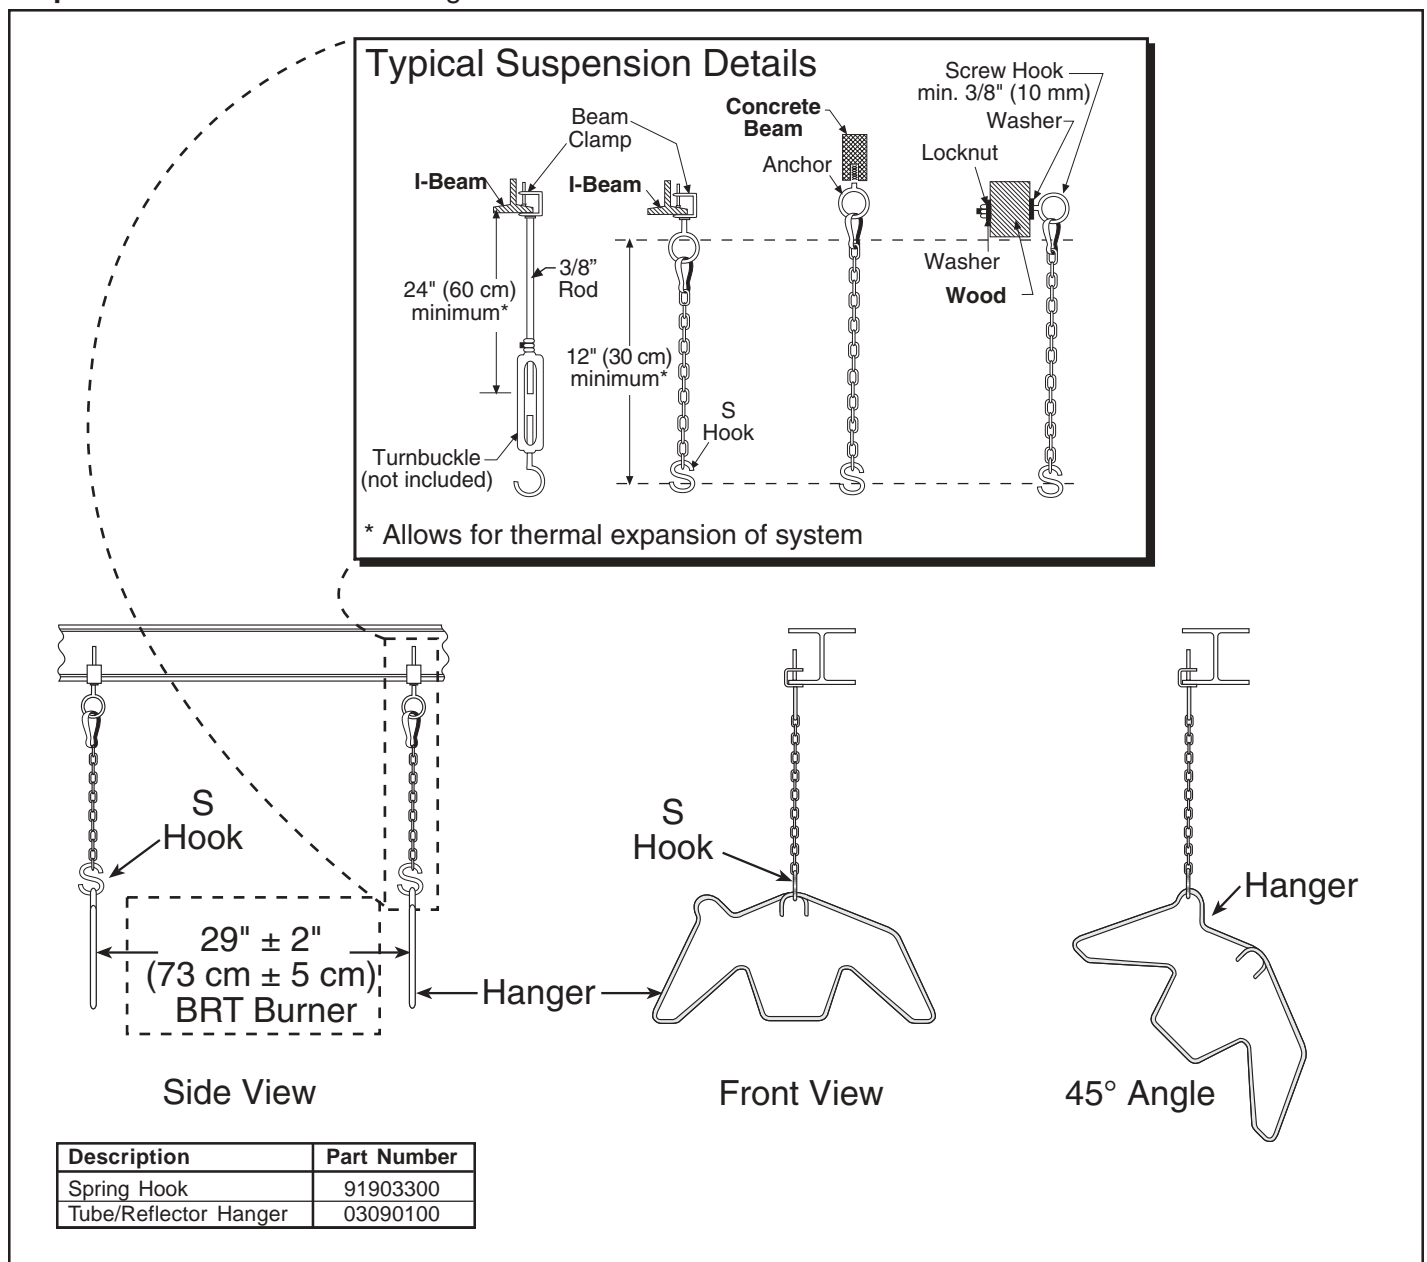 Typical Suspension Details
Screw Hook
min. 3/8" (10 mm)
Washer
Concrete
Beam
Beam
Clamp
Anchor
Locknut
I-Beam
I-Beam
Washer
Wood
3/8”
Rod
24" (60 cm)
minimum*
12" (30 cm)
minimum*
S
Hook
Turnbuckle
(not included)
* Allows for thermal expansion of system
S
Hook
S
Hook
Hanger
29" ± 2"
(73 cm ± 5 cm)
BRT Burner
Hanger
Side View
Front View
45° Angle
Description Part Number
Spring Hook 91903300
Tube/Reflector Hanger 03090100